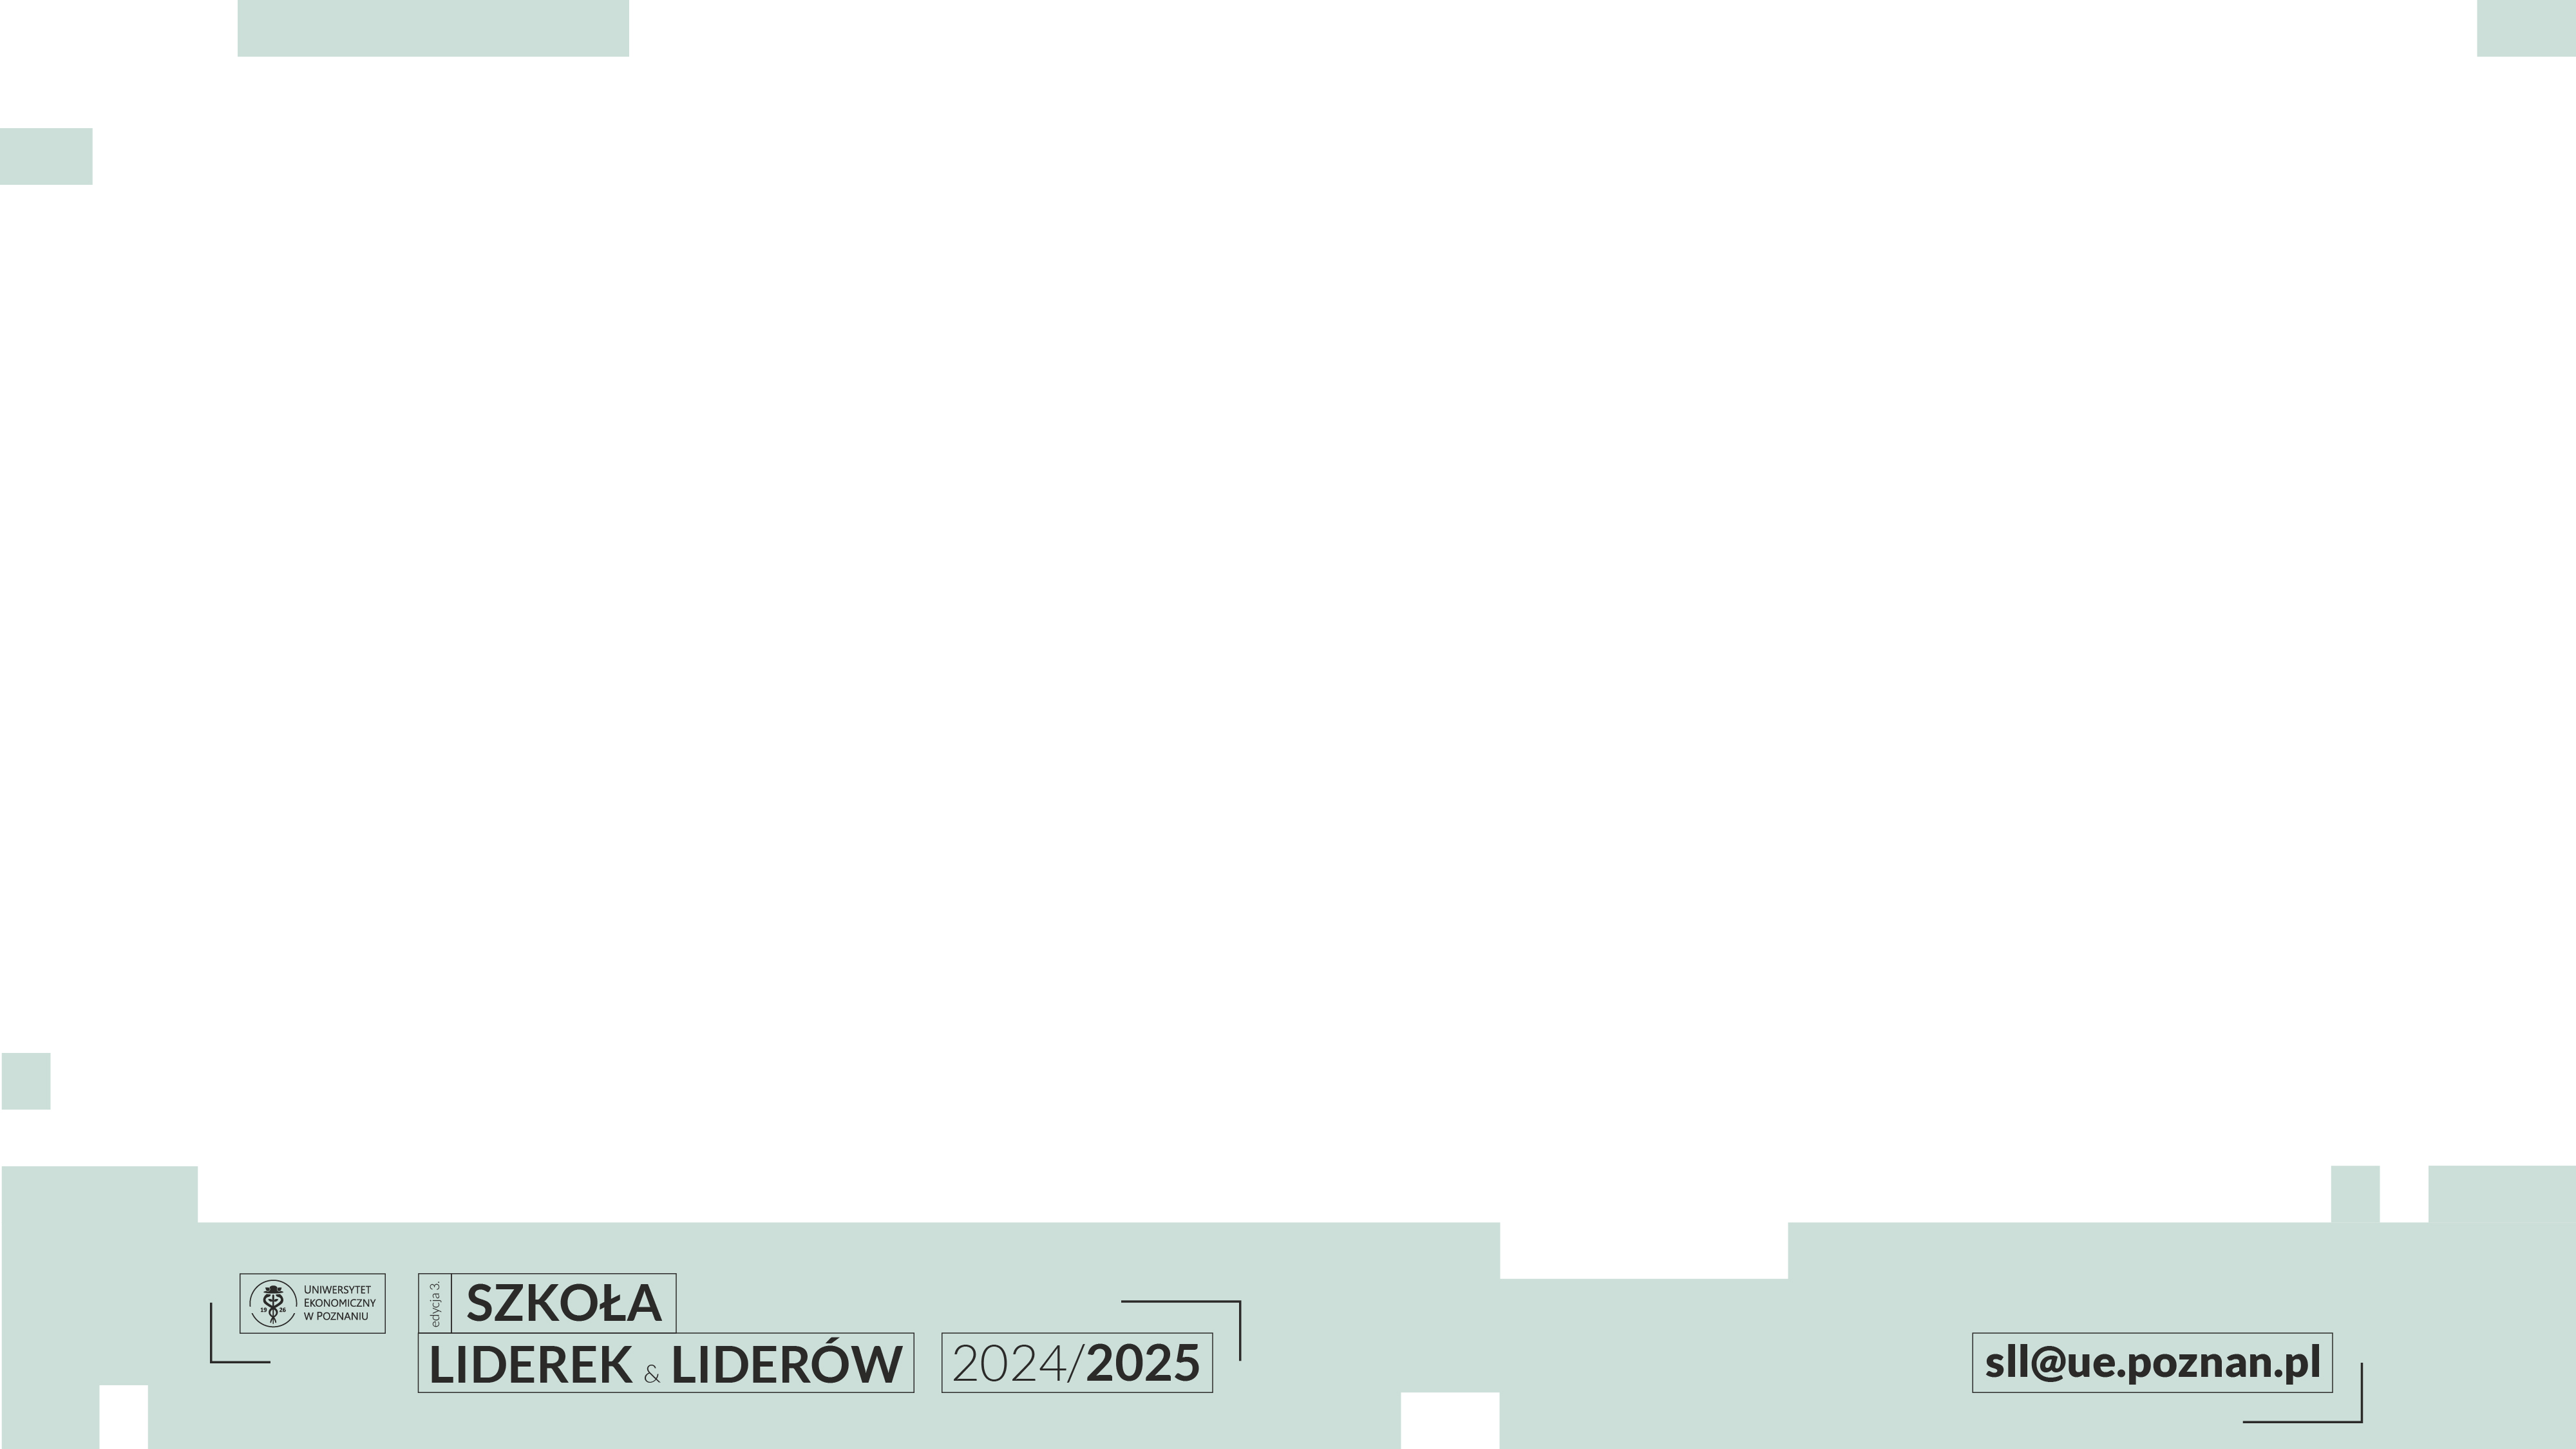 19 26
UNIWERSYTET
EKONOMICZNY
W POZNANIU
edycja 3.
SZKOŁA
LIDEREK & LIDERÓW
2024/2025
sll@ue.poznan.pl